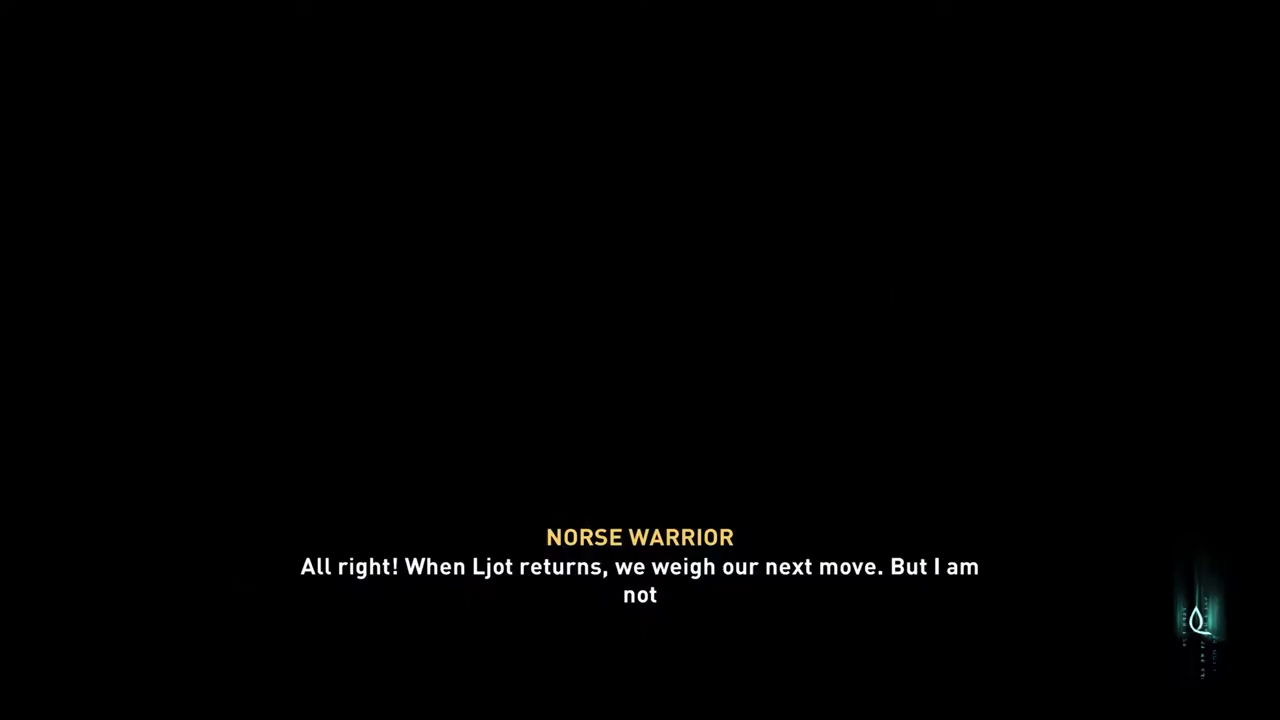 NORSE WARRIOR
All right! When Ljot returns, we weigh our next move. But I am
not